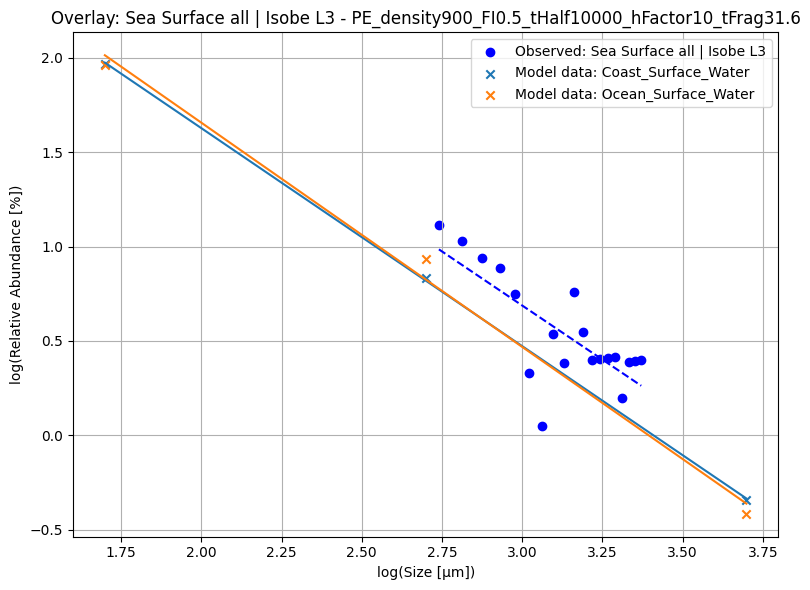 Overlay: Sea Surface all | Isobe L3 - PE_density900_FI0.5_tHalf10000_hFactor10_tFrag31.6
Observed: Sea Surface all | Isobe L3
Model data: Coast_Surface_Water
Model data: Ocean_Surface_Water
log(Relative Abundance [%])
2.0
1.5
1.0
0.5
0.0
−0.5
1.75 2.00 2.25 2.50 2.75 3.00 3.25 3.50 3.75
log(Size [μm])